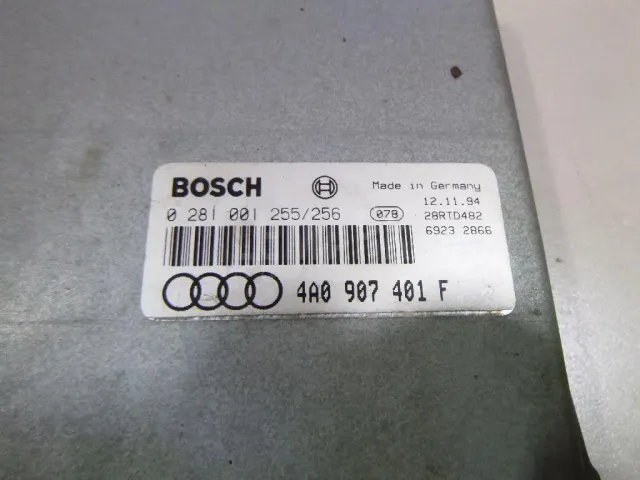 BOSCH Made in Germany
12.11.94
0 281 001 255/256 078 28RTD482
6923 2866
4A0 907 401 F